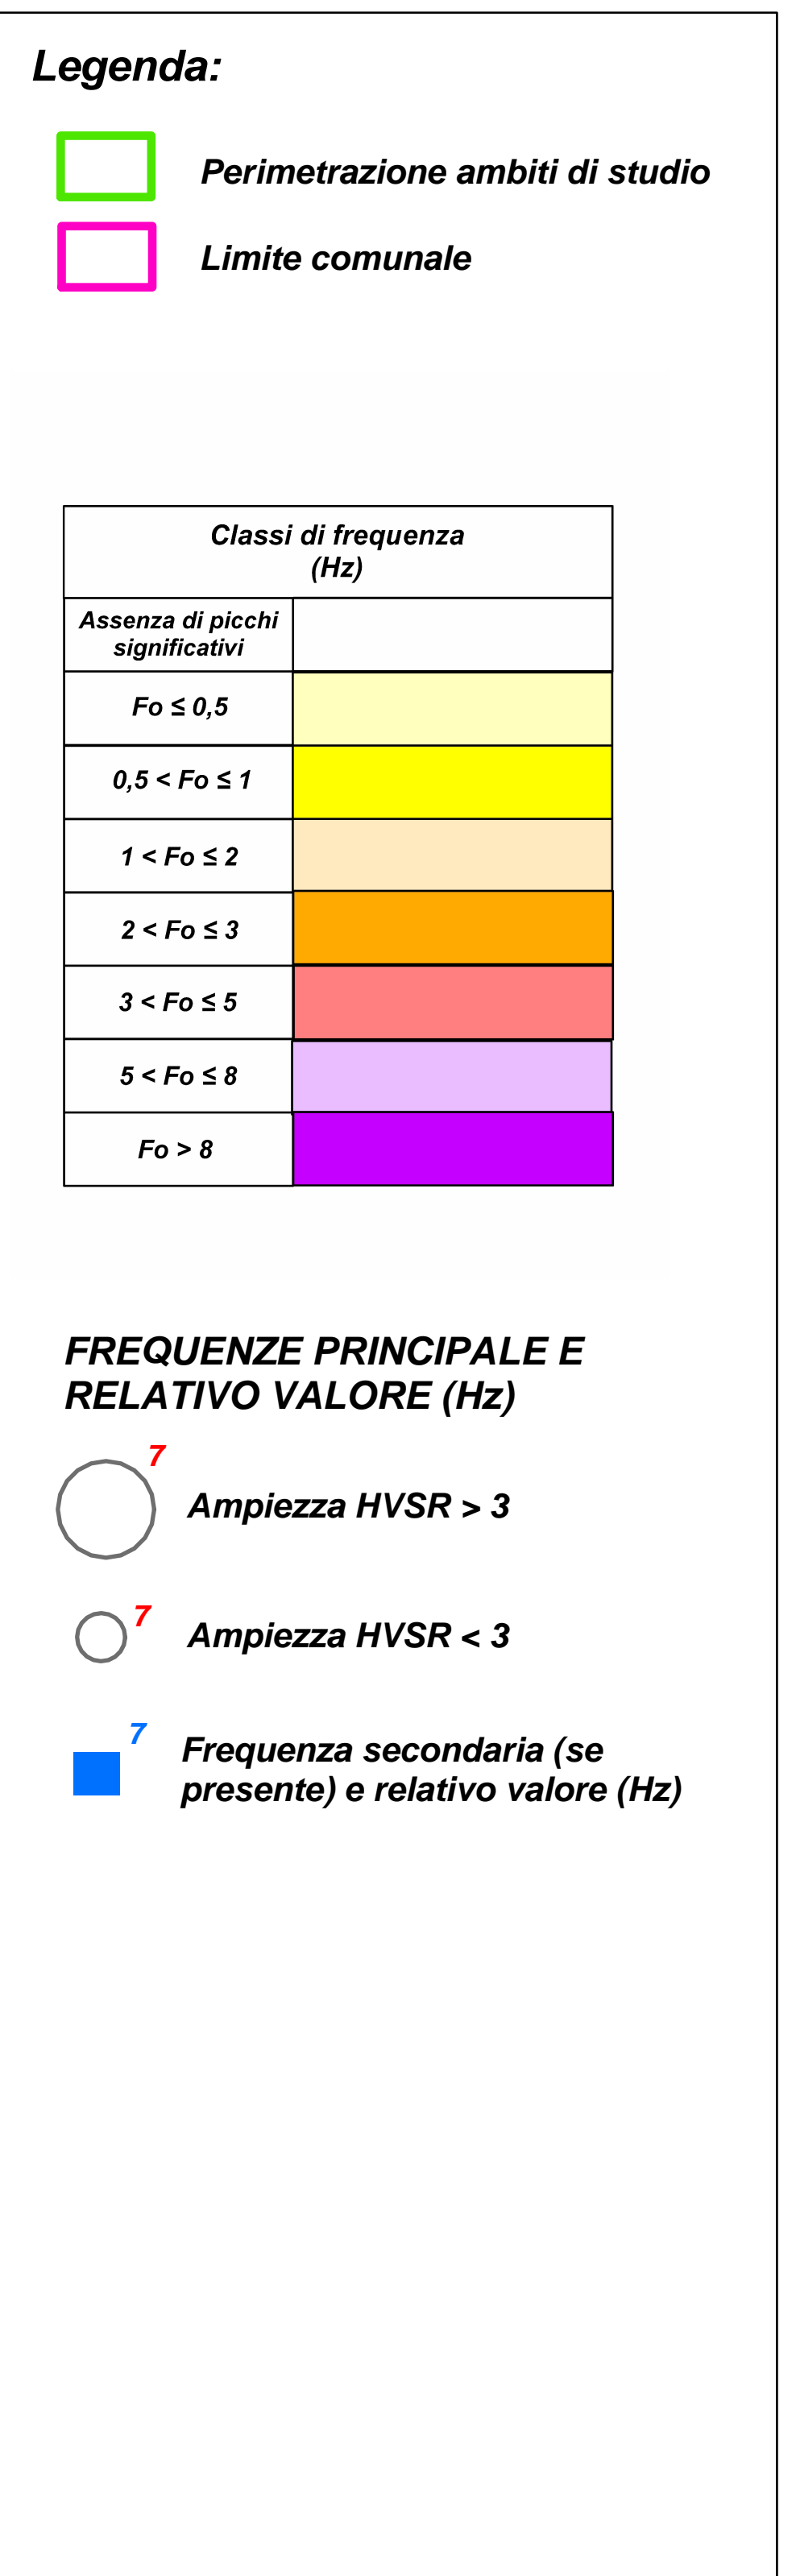 Legenda:
Perimetrazione ambiti di studio
Limite comunale
Classi di frequenza
(Hz)
Assenza di picchi
significativi
Fo ≤ 0,5
0,5 < Fo ≤ 1
1 < Fo ≤ 2
2 < Fo ≤ 3
3 < Fo ≤ 5
5 < Fo ≤ 8
Fo > 8
FREQUENZE PRINCIPALE E
RELATIVO VALORE (Hz)
7
Ampiezza HVSR > 3
7
Ampiezza HVSR < 3
7
Frequenza secondaria (se
presente) e relativo valore (Hz)